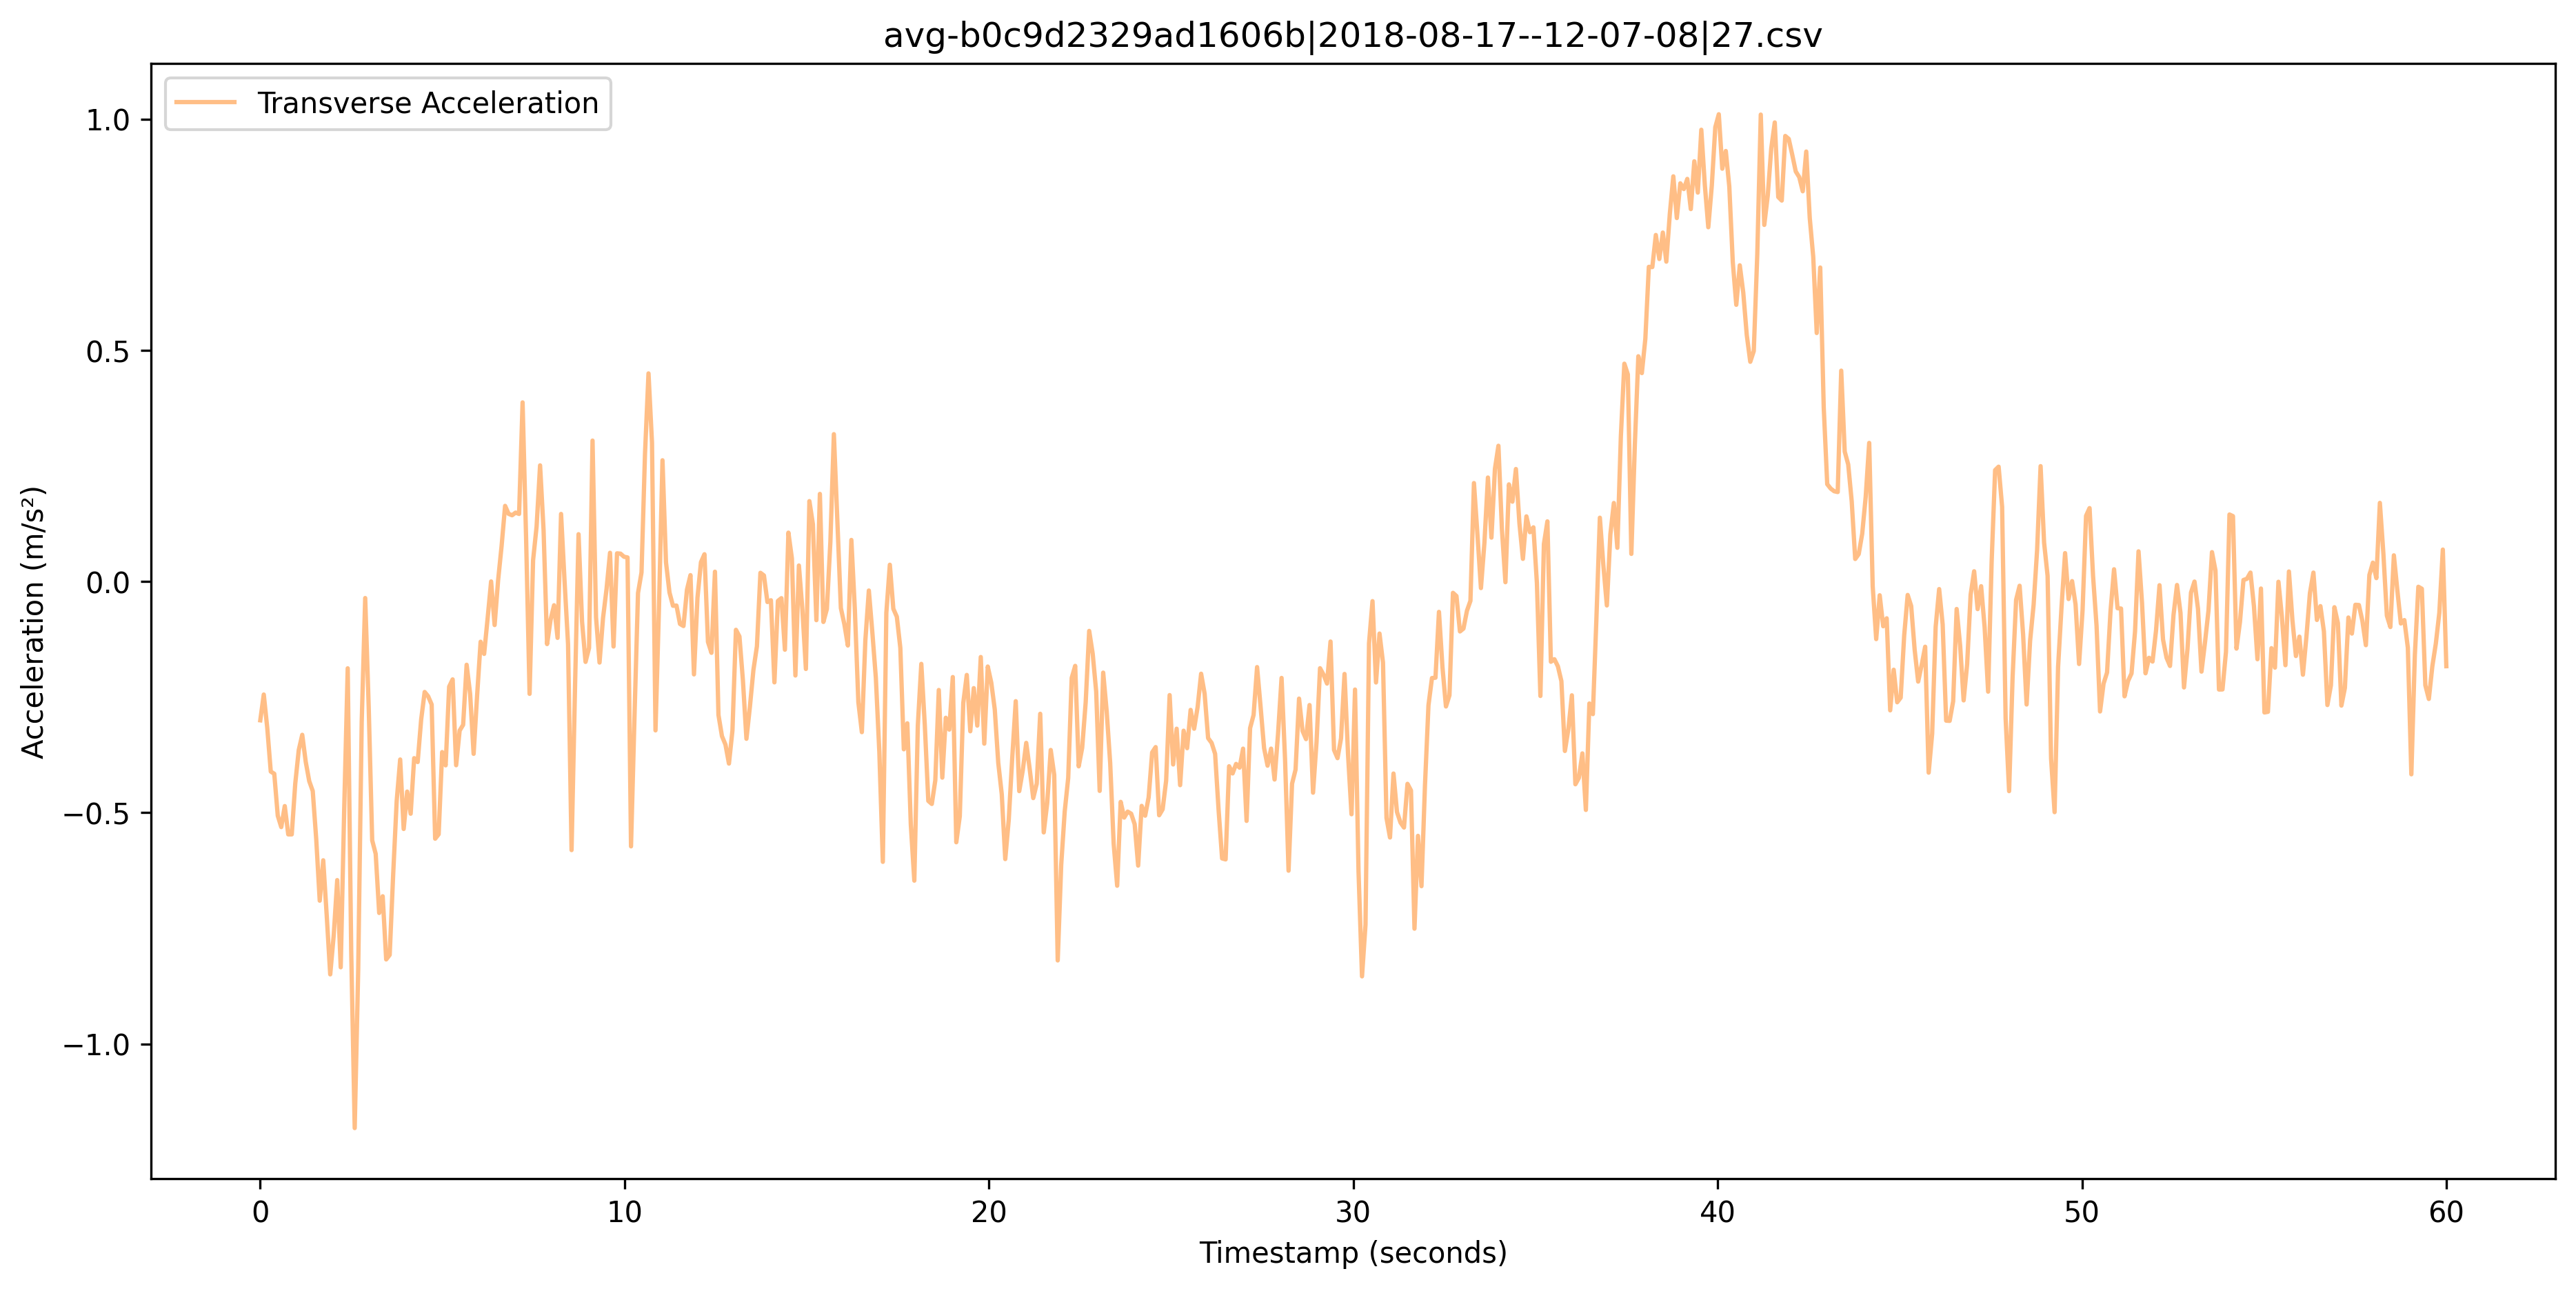 avg-b0c9d2329ad1606b|2018-08-17--12-07-08|27.csv
Transverse Acceleration
1.0
0.5
0.0
−0.5
−1.0
Acceleration (m/s²)
0 10 20 30 40 50 60
Timestamp (seconds)